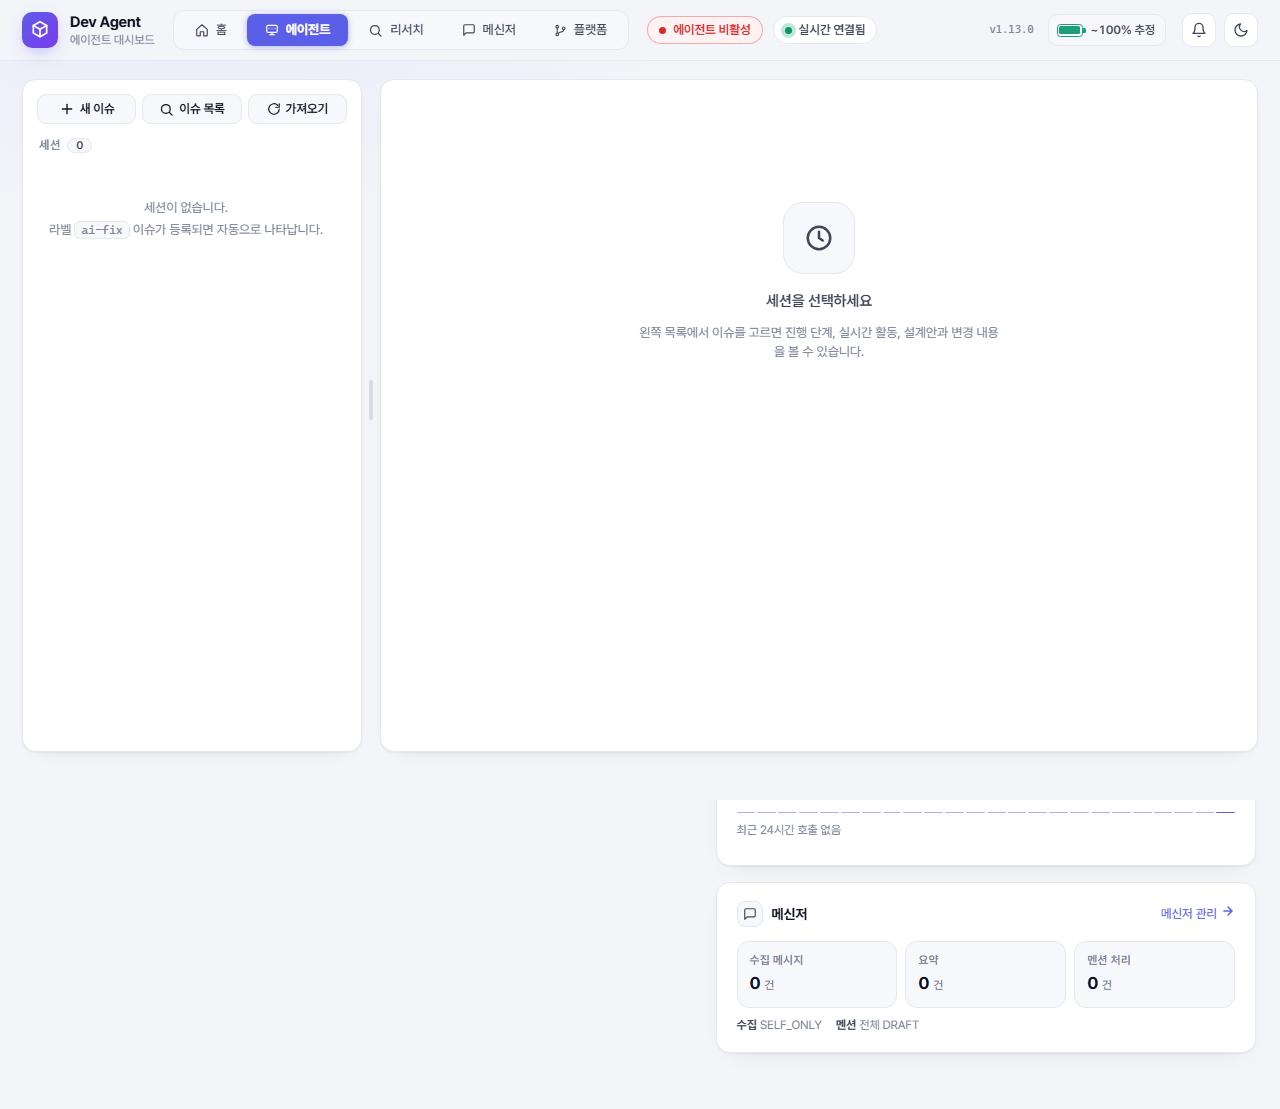 Dev Agent
에이전트 대시보드
홈
에이전트
리서치
메신저
플랫폼
에이전트 비활성
실시간 연결됨
v1.13.0
~100% 추정
새 이슈
이슈 목록
가져오기
세션 0
세션이 없습니다.
라벨 ai-fix 이슈가 등록되면 자동으로 나타납니다.
세션을 선택하세요
왼쪽 목록에서 이슈를 고르면 진행 단계, 실시간 활동, 설계안과 변경 내용
을 볼 수 있습니다.
최근 24시간 호출 없음
메신저
메신저 관리
수집 메시지
0 건
요약
0 건
멘션 처리
0 건
수집 SELF_ONLY 멘션 전체 DRAFT